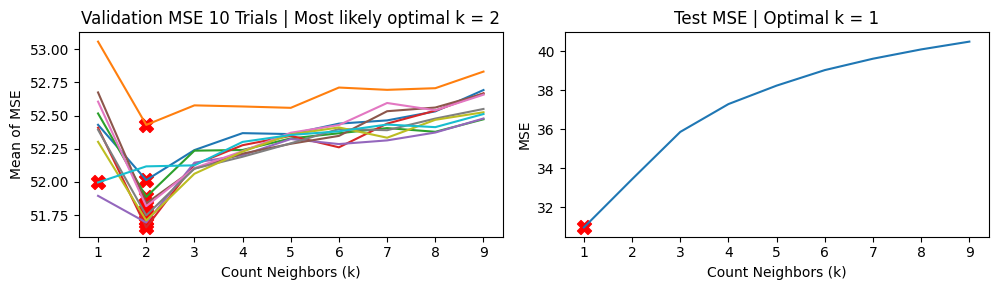 Validation MSE 10 Trials | Most likely optimal k = 2
Mean of MSE
53.00
52.75
52.50
52.25
52.00
51.75
1 2 3 4 5 6 7 8 9
Count Neighbors (k)
Test MSE | Optimal k = 1
MSE
40
38
36
34
32
1 2 3 4 5 6 7 8 9
Count Neighbors (k)